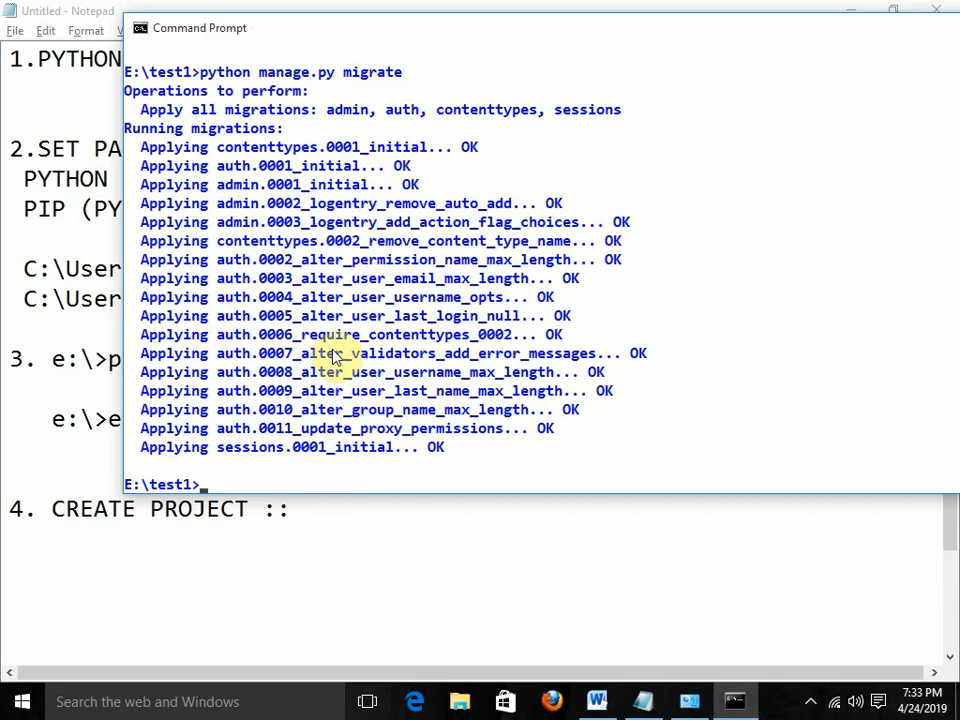 Untitled - Notepad
File Edit Format
1.PYTHON
2.SET PA
PYTHON
PIP (PY
C:\User
C:\User
3. e:\>p
e:\>e
4. CREATE PROJECT ::
Command Prompt
E:\test1>python manage.py migrate
Operations to perform:
Apply all migrations: admin, auth, contenttypes, sessions
Running migrations:
Applying contenttypes.0001_initial... OK
Applying auth.0001_initial... OK
Applying admin.0001_initial... OK
Applying admin.0002_logentry_remove_auto_add... OK
Applying admin.0003_logentry_add_action_flag_choices... OK
Applying contenttypes.0002_remove_content_type_name... OK
Applying auth.0002_alter_permission_name_max_length... OK
Applying auth.0003_alter_user_email_max_length... OK
Applying auth.0004_alter_user_username_opts... OK
Applying auth.0005_alter_user_last_login_null... OK
Applying auth.0006_require_contenttypes_0002... OK
Applying auth.0007_alter_validators_add_error_messages... OK
Applying auth.0008_alter_user_username_max_length... OK
Applying auth.0009_alter_user_last_name_max_length... OK
Applying auth.0010_alter_group_name_max_length... OK
Applying auth.0011_update_proxy_permissions... OK
Applying sessions.0001_initial... OK
E:\test1>
Search the web and Windows
7:33 PM
4/24/2019